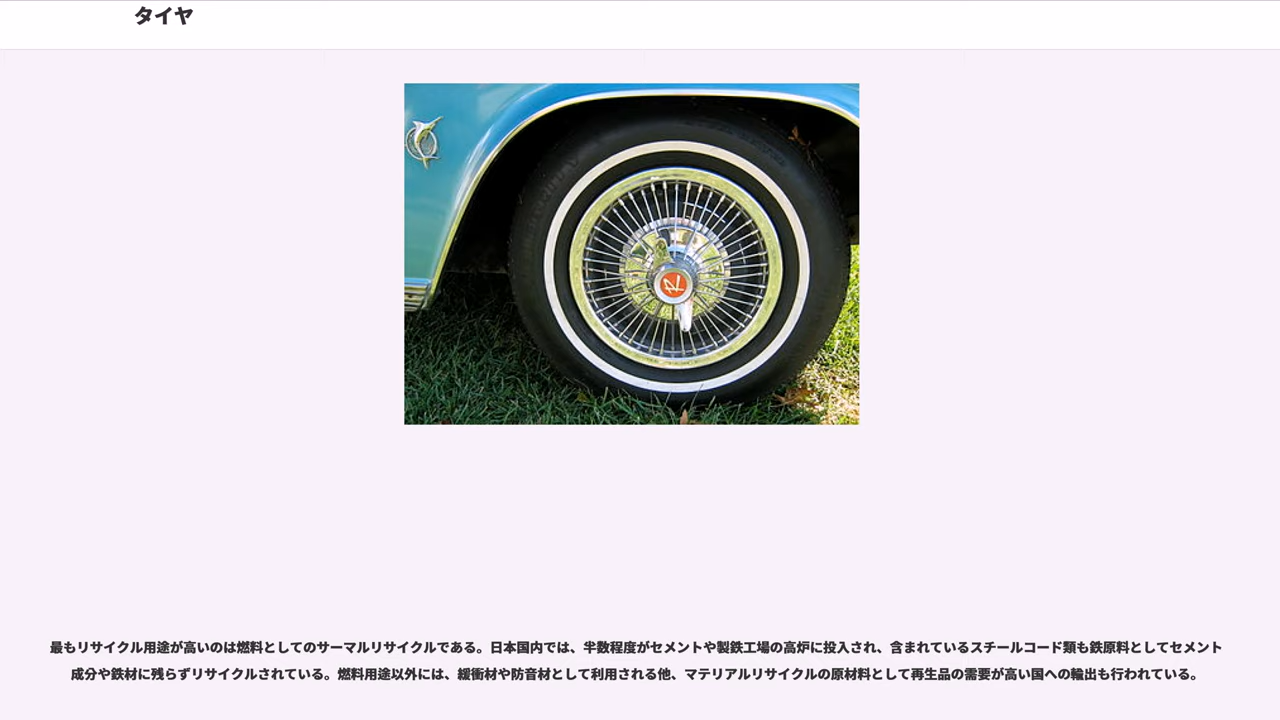 タイヤ
最もリサイクル用途が高いのは燃料としてのサーマルリサイクルである。日本国内では、半数程度がセメントや製鉄工場の高炉に投入され、含まれているスチールコード類も鉄原料としてセメント
成分や鉄材に残らずリサイクルされている。燃料用途以外には、緩衝材や防音材として利用される他、マテリアルリサイクルの原材料として再生品の需要が高い国への輸出も行われている。